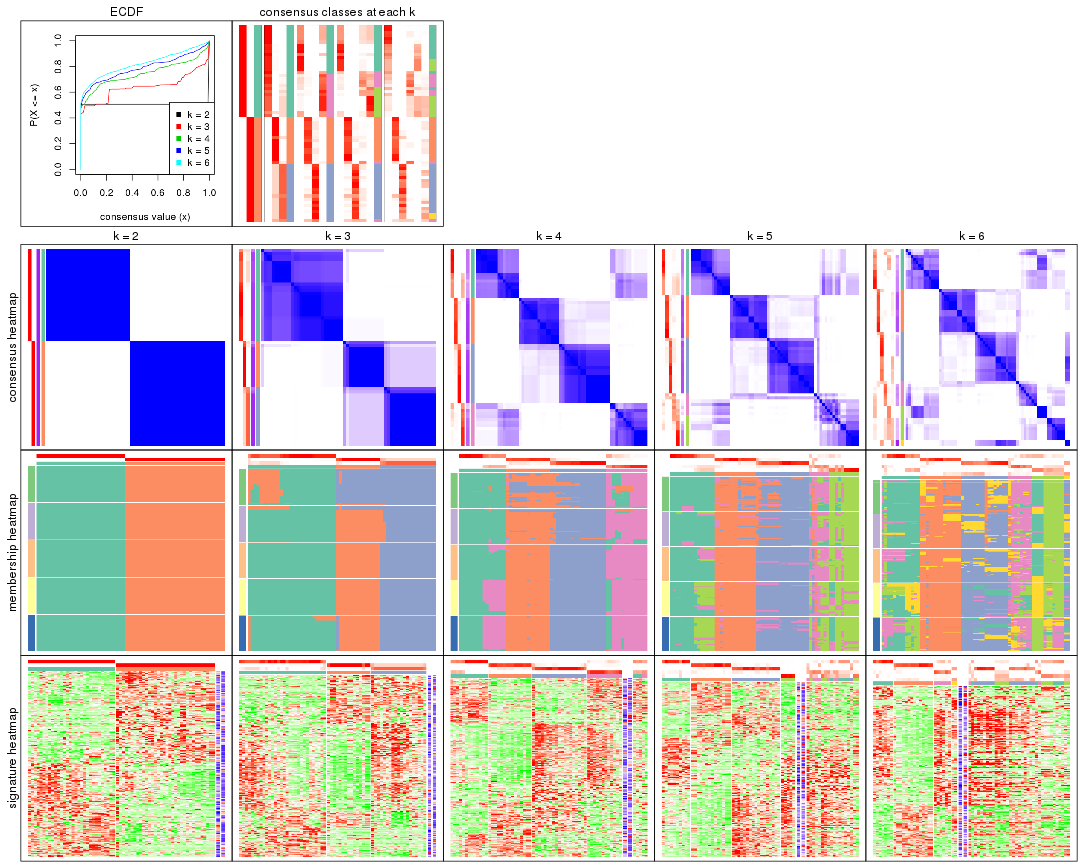 ECDF
consensus classes at each k
P(X <= x)
0.0 0.2 0.4 0.6 0.8 1.0
k = 2
k = 3
k = 4
k = 5
k = 6
0.0 0.2 0.4 0.6 0.8 1.0
consensus value (x)
k = 2
k = 3
k = 4
k = 5
k = 6
consensus heatmap
membership heatmap
signature heatmap